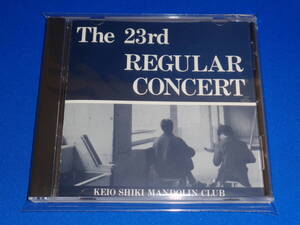 The 23rd
REGULAR
CONCERT
KEIO SHIKI MANDOLIN CLUB